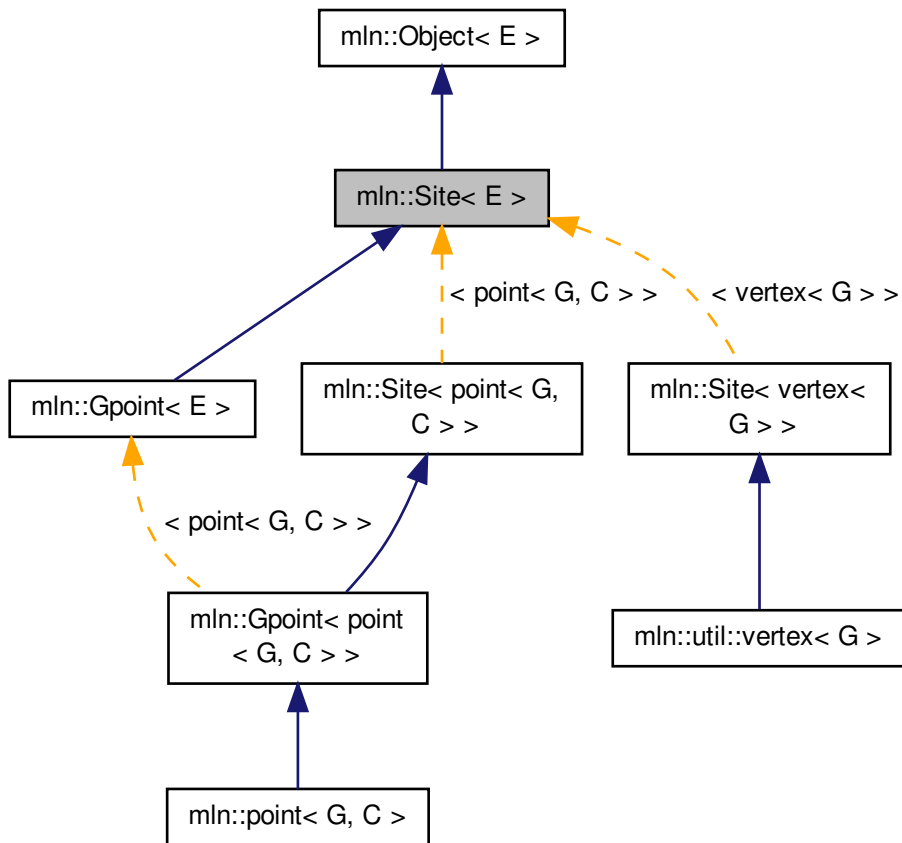 mln::Object< E >
mln::Site< E >
< point< G, C > >
< vertex< G > >
mln::Gpoint< E >
mln::Site< point< G,
C > >
mln::Site< vertex<
G > >
< point< G, C > >
mln::Gpoint< point
< G, C > >
mln::util::vertex< G >
mln::point< G, C >